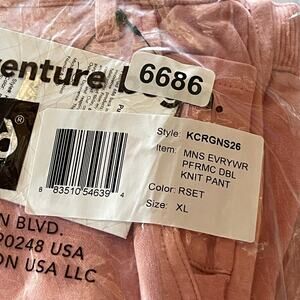 enture
6686
Style: KCRGNS26
Item: MNS EVRYWR
PFRMC DBL
KNIT PANT
Color: RSET
Size: XL
8 83510 54639 4
N BLVD.
90248 USA
ON USA LLC